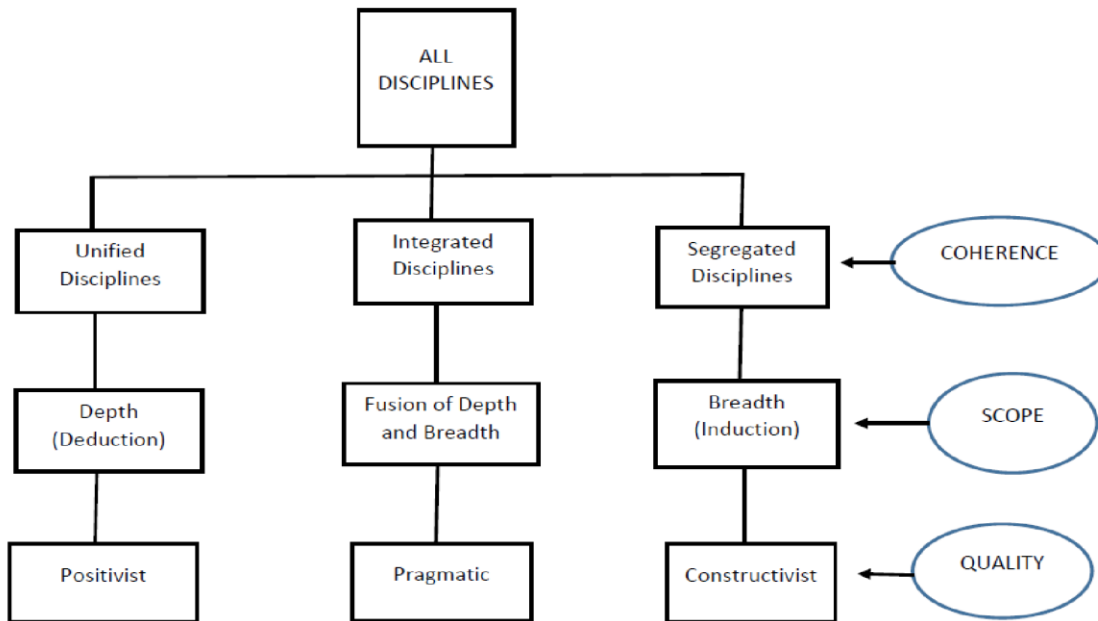 ALL
DISCIPLINES
Unified
Disciplines
Integrated
Disciplines
Segregated
Disciplines
COHERENCE
Depth
(Deduction)
Fusion of Depth
and Breadth
Breadth
(Induction)
SCOPE
Positivist
Pragmatic
Constructivist
QUALITY